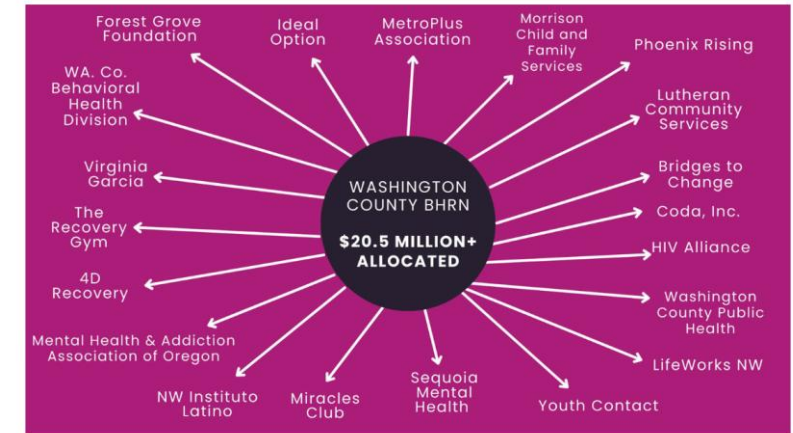 Forest Grove
Foundation
Ideal
Option
MetroPlus
Association
Morrison
Child and
Family
Services
Phoenix Rising
WA. Co.
Behavioral
Health
Division
Lutheran
Community
Services
Virginia
Garcia
WASHINGTON
COUNTY BHRN
$20.5 MILLION+
ALLOCATED
Bridges to
Change
The
Recovery
Gym
Coda, Inc.
HIV Alliance
4D
Recovery
Washington
County Public
Health
Mental Health & Addiction
Association of Oregon
LifeWorks NW
NW Instituto
Latino
Miracles
Club
Sequoia
Mental
Health
Youth Contact